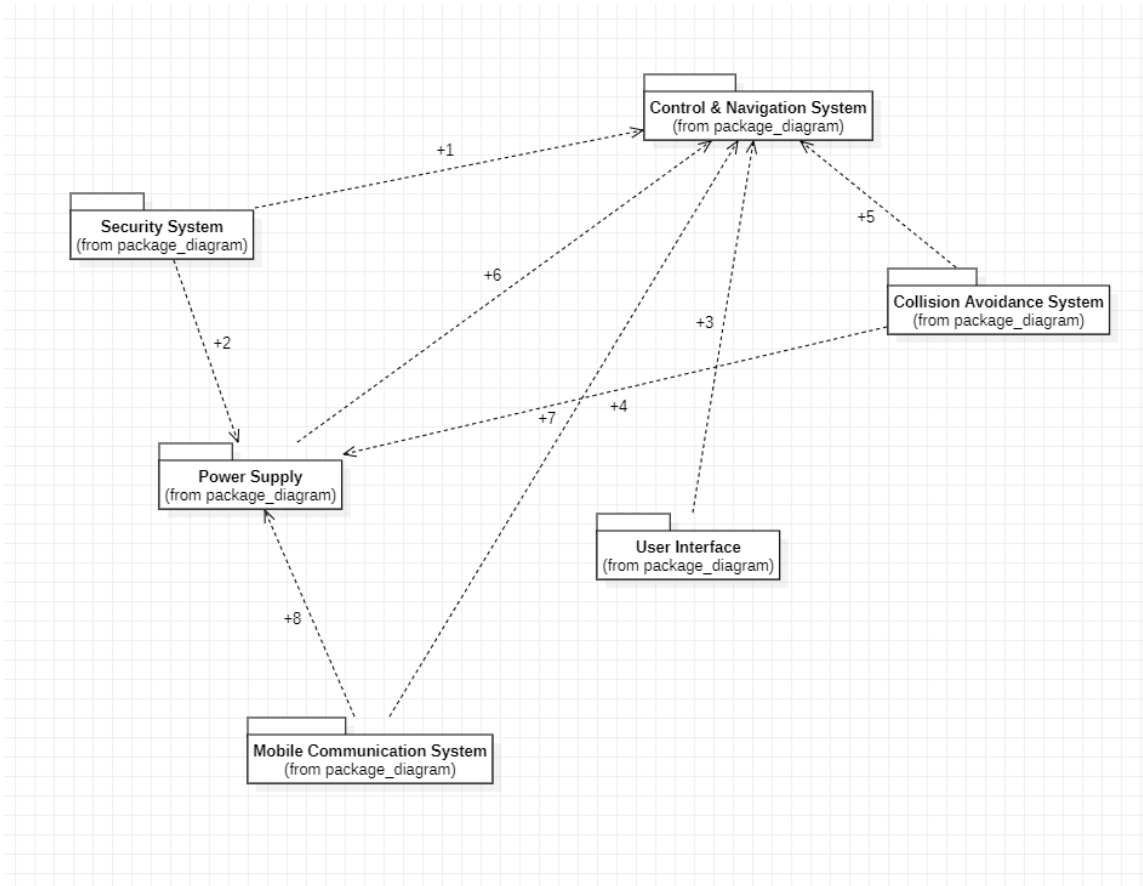 Control & Navigation System
(from package_diagram)
+1
Security System
(from package_diagram)
+5
+6
Collision Avoidance System
(from package_diagram)
+3
+2
+4
+7
Power Supply
(from package_diagram)
User Interface
(from package_diagram)
+8
Mobile Communication System
(from package_diagram)